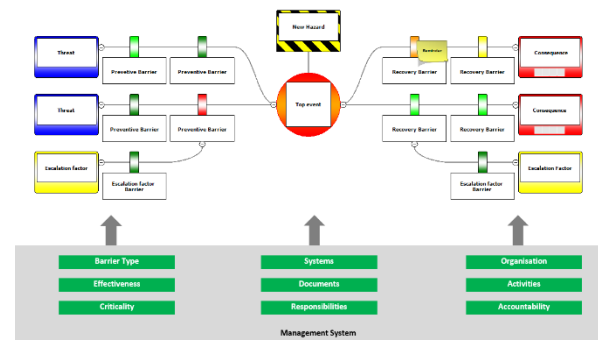 New Hazard
Threat
Prevetive Barrier
Preventive Barrier
Top event
Reminder
Recovery Barrier
Recovery Barrier
Consequence
Threat
Preventive Barrier
Preventive Barrier
Recovery Barrier
Recovery Barrier
Consequence
Escalation factor
Escalation factor
Barrier
Escalation factor
Barrier
Escalation Factor
Barrier Type
Systems
Organisation
Effectiveness
Documents
Activities
Criticality
Responsibilities
Accountability
Management System